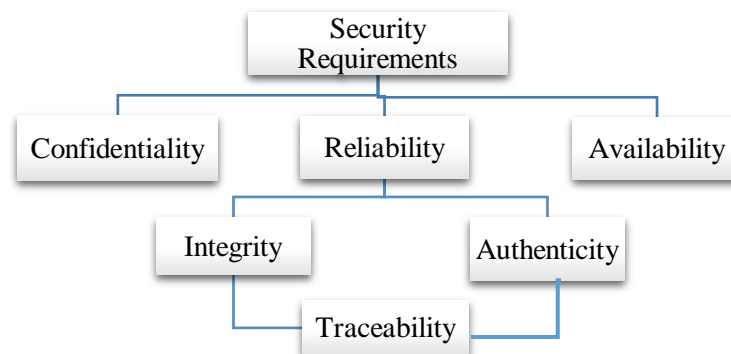 Security
Requirements
Confidentiality
Reliability
Availability
Integrity
Authenticity
Traceability